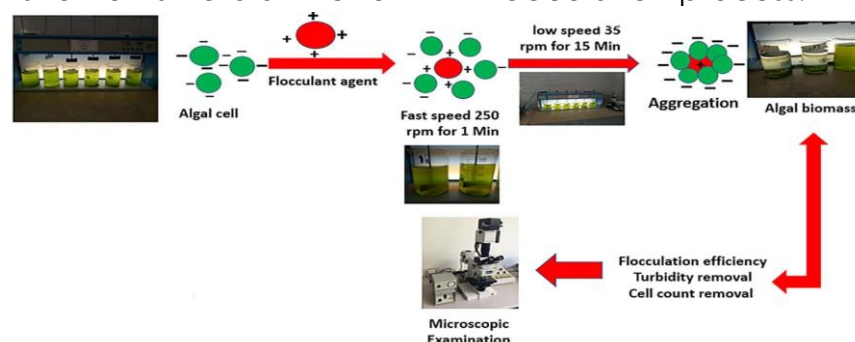 low speed 35
rpm for 15 Min
Flocculant agent
Algal cell
Fast speed 250
rpm for 1 Min
Aggregation
Algal biomass
Flocculation efficiency
Turbidity removal
Cell count removal
Microscopic
Examination